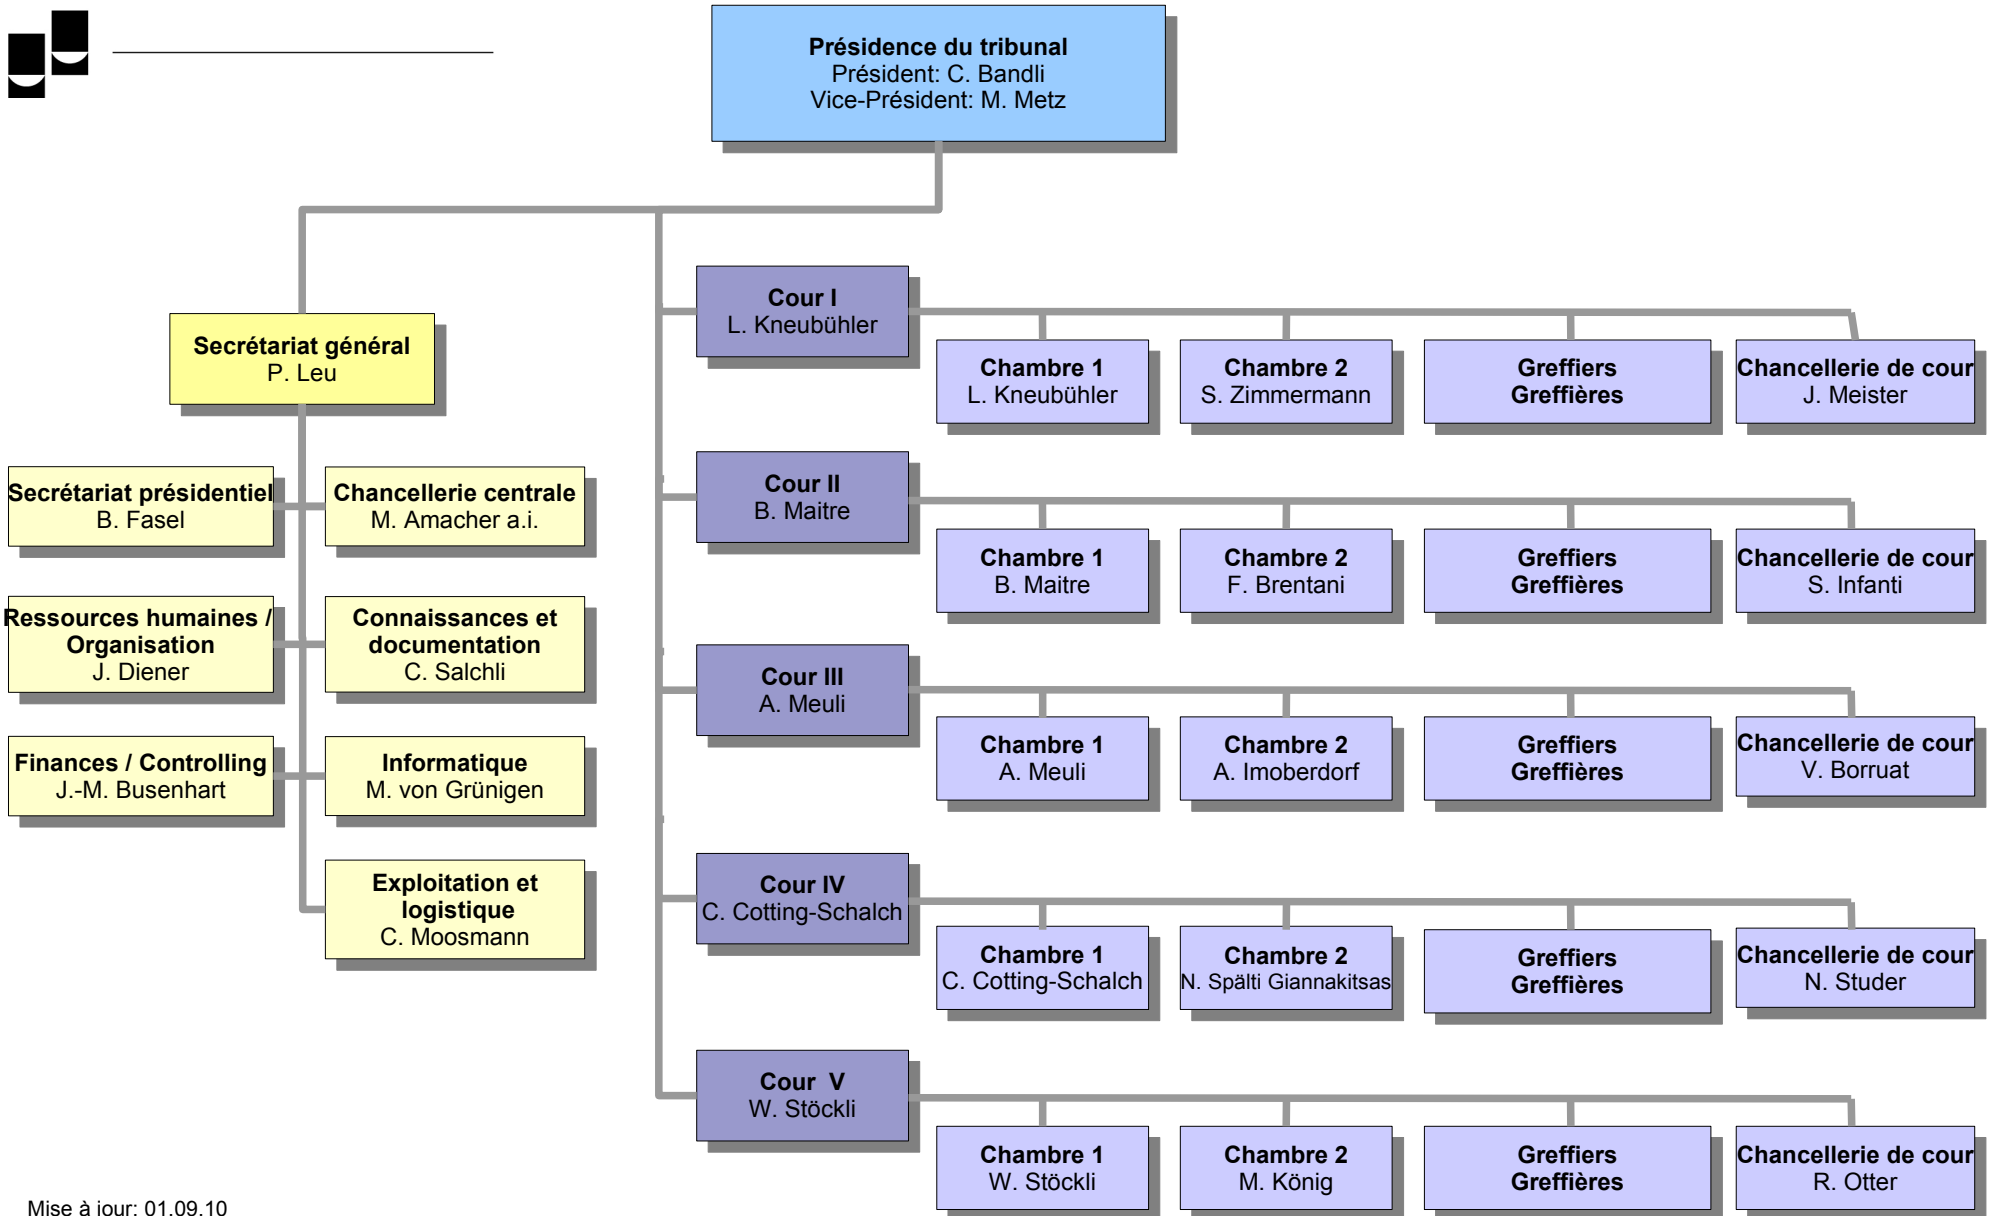 Présidence du tribunal
Président: C. Bandli
Vice-Président: M. Metz
Secrétariat général
P. Leu
Secrétariat présidentiel
B. Fasel
Chancellerie centrale
M. Amacher a.i.
Ressources humaines /
Organisation
J. Diener
Connaissances et
documentation
C. Salchli
Finances / Controlling
J.-M. Busenhart
Informatique
M. von Grünigen
Exploitation et
logistique
C. Moosmann
Cour I
L. Kneubühler
Chambre 1
L. Kneubühler
Chambre 2
S. Zimmermann
Greffiers
Greffières
Chancellerie de cour
J. Meister
Cour II
B. Maitre
Chambre 1
B. Maitre
Chambre 2
F. Brentani
Greffiers
Greffières
Chancellerie de cour
S. Infanti
Cour III
A. Meuli
Chambre 1
A. Meuli
Chambre 2
A. Imoberdorf
Greffiers
Greffières
Chancellerie de cour
V. Borruat
Cour IV
C. Cotting-Schalch
Chambre 1
C. Cotting-Schalch
Chambre 2
N. Spälti Giannakitsas
Greffiers
Greffières
Chancellerie de cour
N. Studer
Cour V
W. Stöckli
Chambre 1
W. Stöckli
Chambre 2
M. König
Greffiers
Greffières
Chancellerie de cour
R. Otter
Mise à jour: 01.09.10